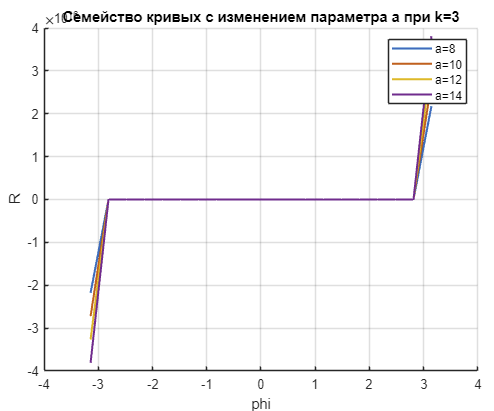 Семейство кривых с изменением параметра a при k=3
a=8
a=10
a=12
a=14
4
3
2
1
0
-1
-2
-3
-4
R
-4
-3
-2
-1
0
1
2
3
4
phi